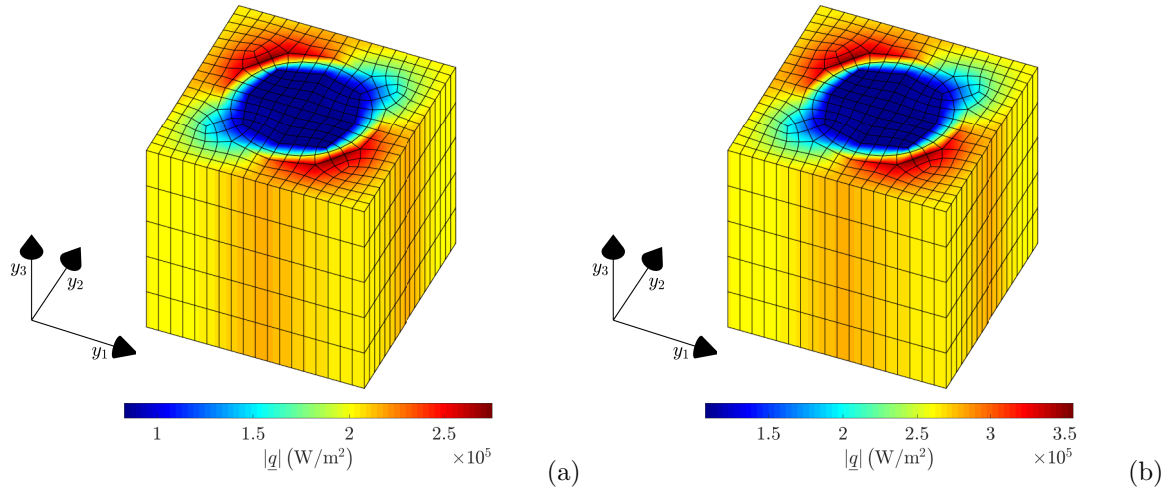 y₃
y₂
y₁
1 1.5 2 2.5
|q| (W/m²) ×10⁵
(a)
y₃
y₂
y₁
1.5 2 2.5 3 3.5
|q| (W/m²) ×10⁵
(b)